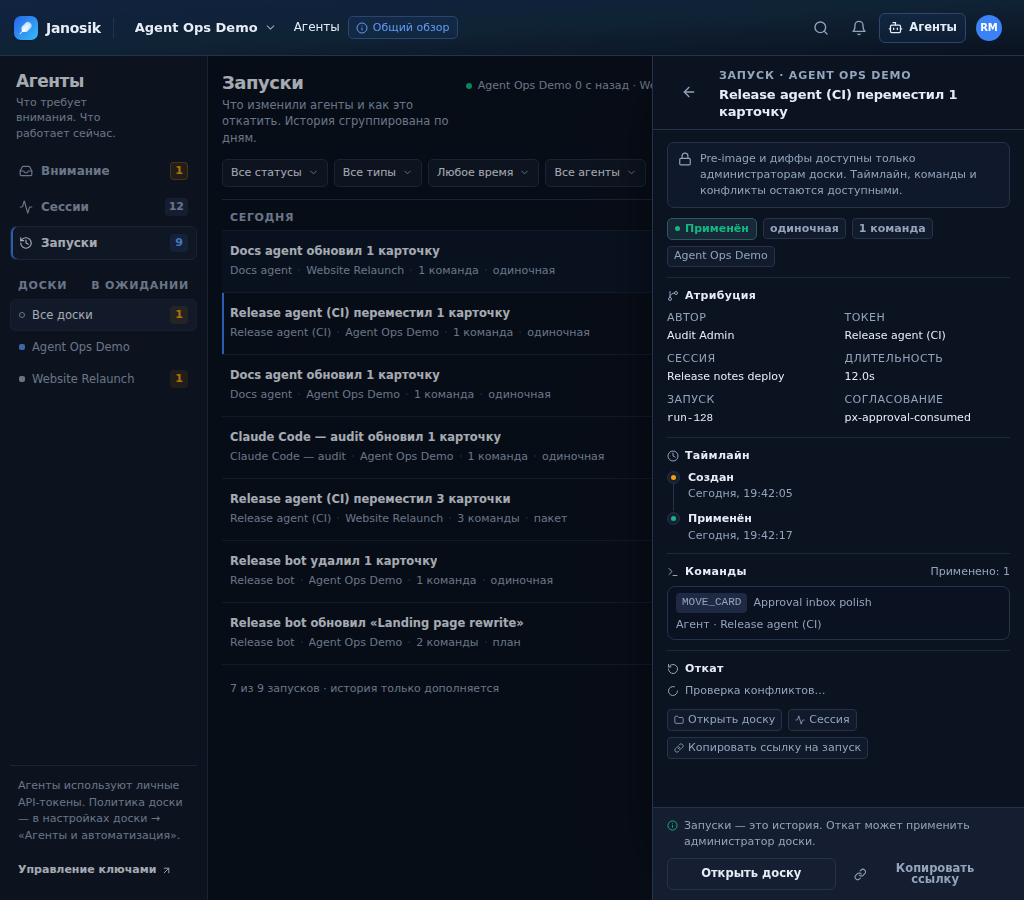 Janosik
Agent Ops Demo
Агенты
Общий обзор
Агенты
RM
Агенты
Что требует
внимания. Что
работает сейчас.
Внимание 1
Сессии 12
Запуски 9
ДОСКИ В ОЖИДАНИИ
Все доски 1
Agent Ops Demo
Website Relaunch 1
Агенты используют личные
API-токены. Политика доски
— в настройках доски →
«Агенты и автоматизация».
Управление ключами
Запуски
Agent Ops Demo 0 с назад · We
Что изменили агенты и как это
откатить. История сгруппирована по
дням.
Все статусы Все типы Любое время Все агенты
СЕГОДНЯ
Docs agent обновил 1 карточку
Docs agent · Website Relaunch · 1 команда · одиночная
Release agent (CI) переместил 1 карточку
Release agent (CI) · Agent Ops Demo · 1 команда · одиночная
Docs agent обновил 1 карточку
Docs agent · Agent Ops Demo · 1 команда · одиночная
Claude Code — audit обновил 1 карточку
Claude Code — audit · Agent Ops Demo · 1 команда · одиночная
Release agent (CI) переместил 3 карточки
Release agent (CI) · Website Relaunch · 3 команды · пакет
Release bot удалил 1 карточку
Release bot · Agent Ops Demo · 1 команда · одиночная
Release bot обновил «Landing page rewrite»
Release bot · Agent Ops Demo · 2 команды · план
7 из 9 запусков · история только дополняется
ЗАПУСК · AGENT OPS DEMO
Release agent (CI) переместил 1
карточку
Pre-image и диффы доступны только
администраторам доски. Таймлайн, команды и
конфликты остаются доступными.
Применён одиночная 1 команда
Agent Ops Demo
Атрибуция
АВТОР ТОКЕН
Audit Admin Release agent (CI)
СЕССИЯ ДЛИТЕЛЬНОСТЬ
Release notes deploy 12.0s
ЗАПУСК СОГЛАСОВАНИЕ
run-128 px-approval-consumed
Таймлайн
Создан
Сегодня, 19:42:05
Применён
Сегодня, 19:42:17
Команды Применено: 1
MOVE_CARD Approval inbox polish
Агент · Release agent (CI)
Откат
Проверка конфликтов…
Открыть доску Сессия
Копировать ссылку на запуск
Запуски — это история. Откат может применить
администратор доски.
Открыть доску
Копировать
ссылку